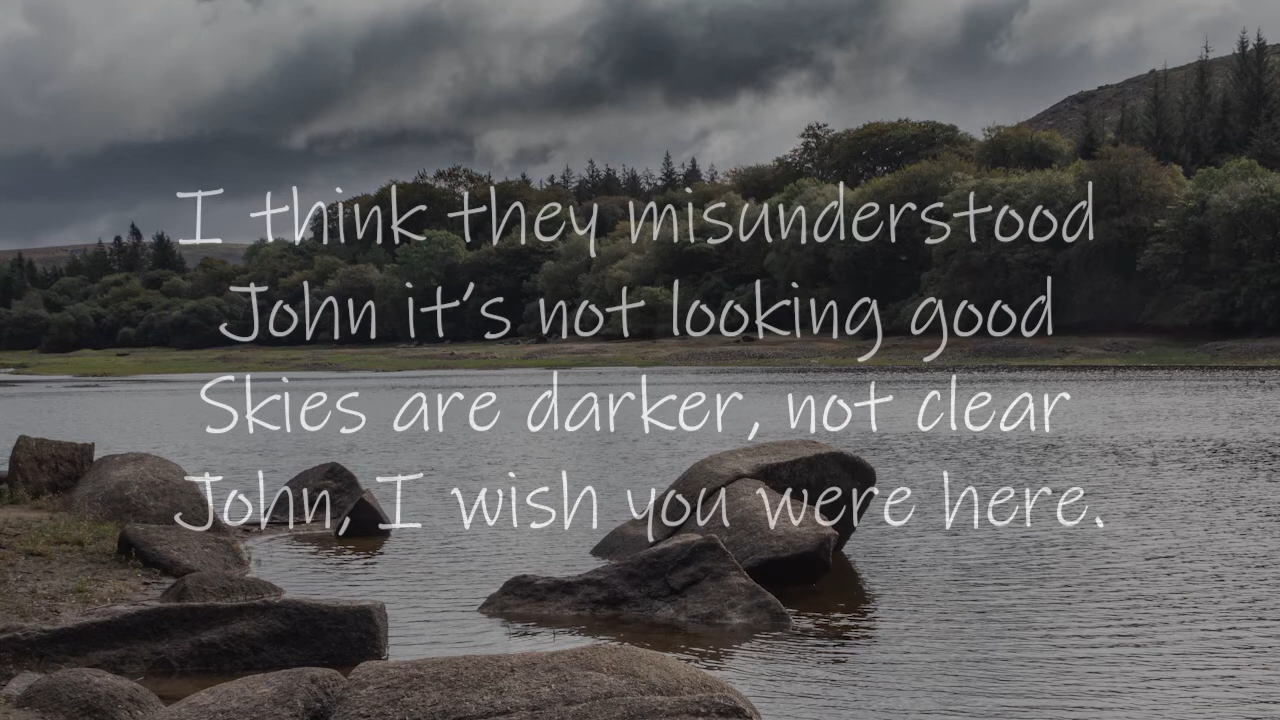 I think they misunderstood
John it's not looking good
Skies are darker, not clear
John, I wish you were here.